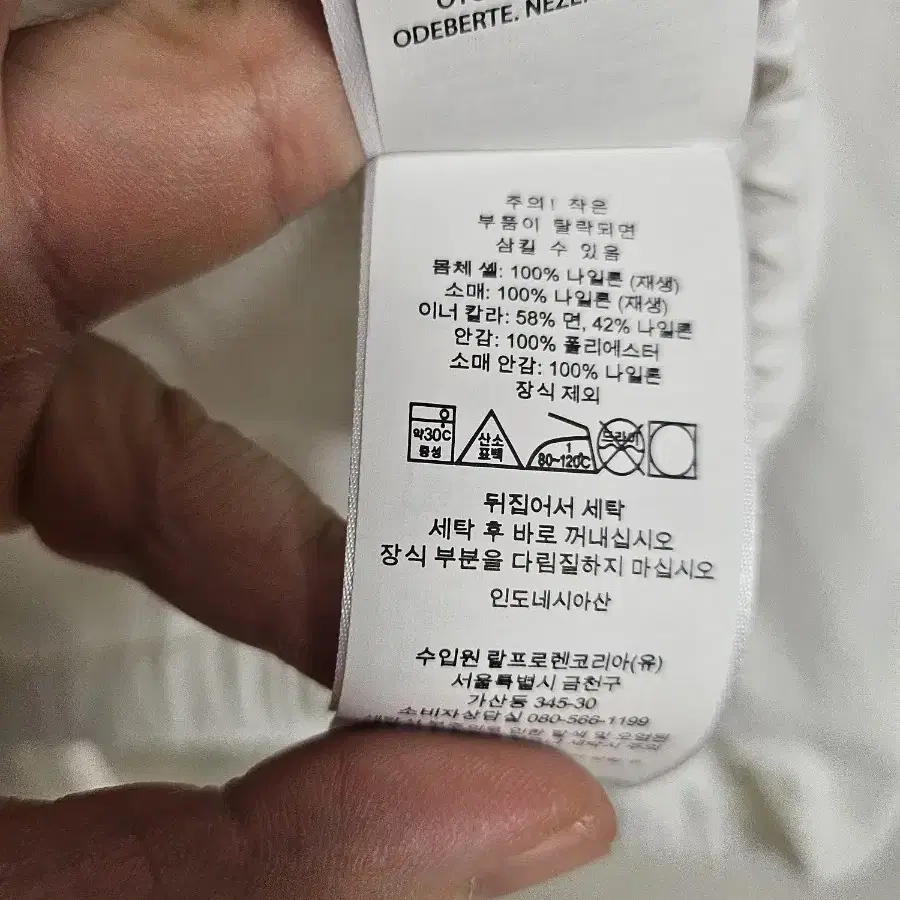 ODEBERTE.
주의! 작은
부품이 탈락되면
삼킬 수 있음
몸체 쉘: 100% 나일론 (재생)
소매: 100% 나일론 (재생)
이너 칼라: 58% 면, 42% 나일론
안감: 100% 폴리에스터
소매 안감: 100% 나일론
장식 제외
약30℃
중성
산소
표백
1
80~120℃
드라이
뒤집어서 세탁
세탁 후 바로 꺼내십시오
장식 부분을 다림질하지 마십시오
인도네시아산
수입원 랄프로렌코리아(유)
서울특별시 금천구
가산동 345-30
소비자상담실 080-566-1199